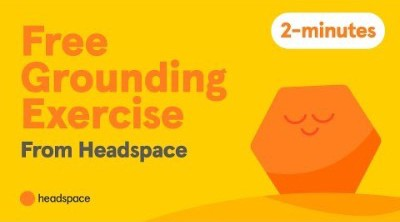 Free
2-minutes
Grounding
Exercise
From Headspace
headspace